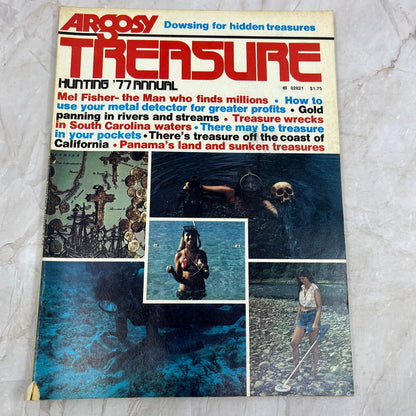 ARGOSY Dowsing for hidden treasures
TREASURE
HUNTING '77 ANNUAL
02821 $1.75
Mel Fisher- the Man who finds millions • How to
use your metal detector for greater profits • Gold
panning in rivers and streams • Treasure wrecks
in South Carolina waters • There may be treasure
in your pockets • There's treasure off the coast of
California • Panama's land and sunken treasures